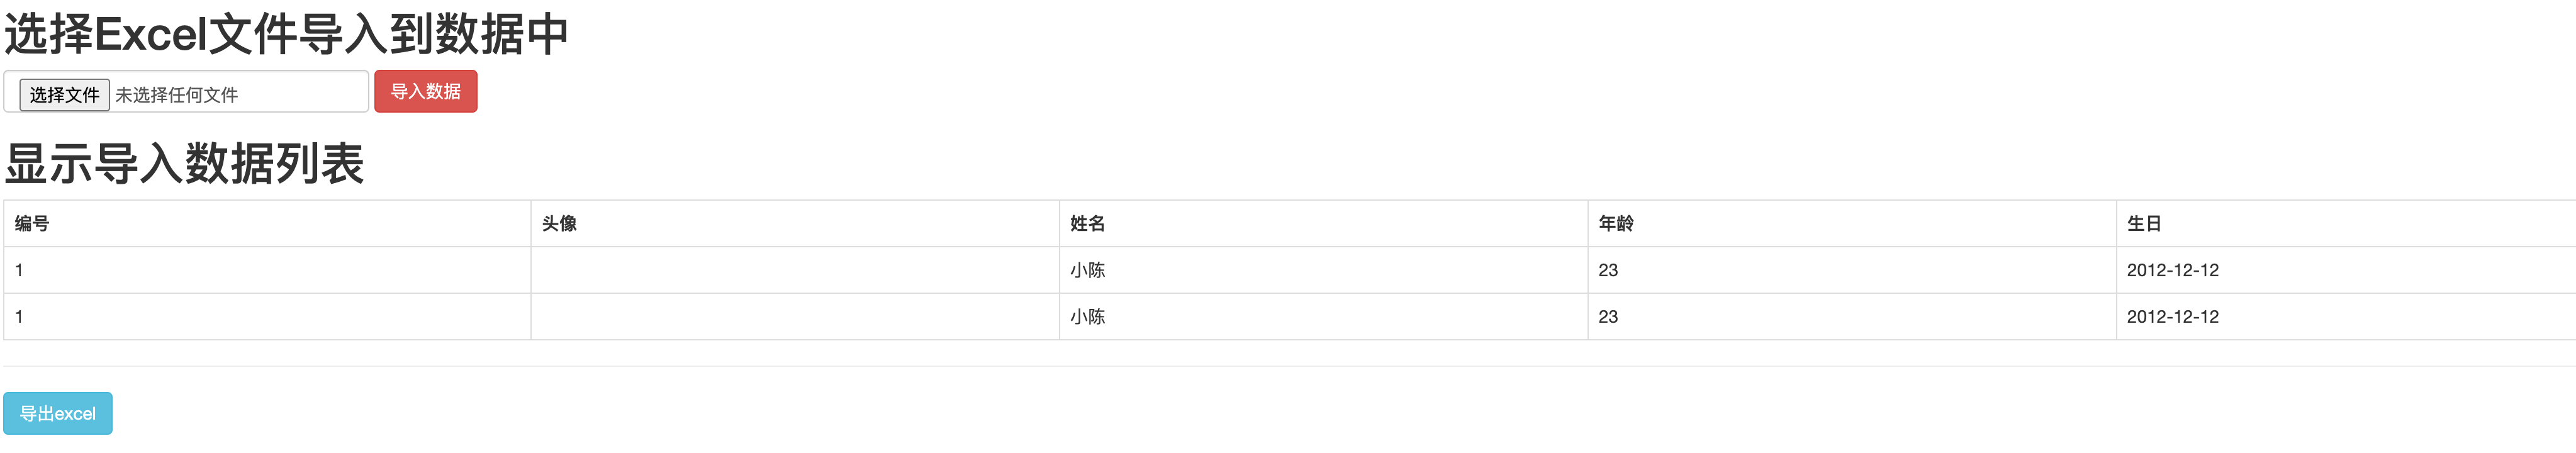 选择Excel文件导入到数据中
选择文件 未选择任何文件 导入数据
显示导入数据列表
编号 头像 姓名 年龄 生日
1 小陈 23 2012-12-12
1 小陈 23 2012-12-12
导出excel